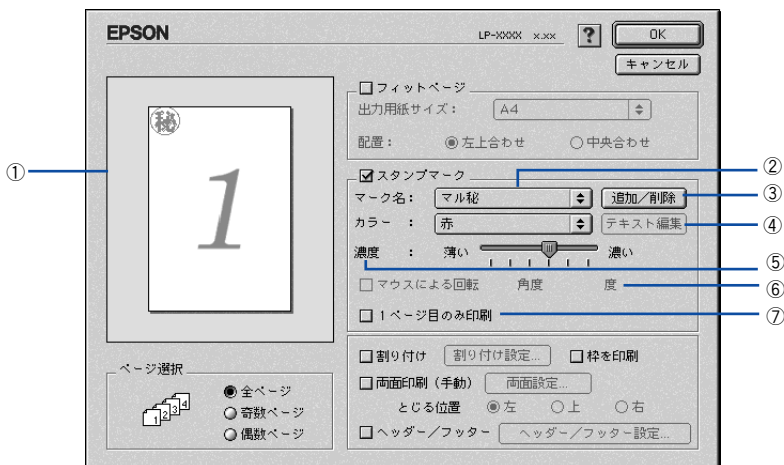 EPSON
LP-XXXX x.xx
?
OK
キャンセル
フィットページ
出力用紙サイズ： A4
配置： 左上合わせ 中央合わせ
㊙
1
①
スタンプマーク
②
マーク名： マル秘 追加／削除
③
カラー ： 赤 テキスト編集
④
濃度 ： 薄い 濃い
⑤
マウスによる回転 角度 度
⑥
1ページ目のみ印刷
⑦
ページ選択
1 2 3 4
全ページ
奇数ページ
偶数ページ
割り付け 割り付け設定... 枠を印刷
両面印刷（手動） 両面設定...
とじる位置 左 上 右
ヘッダー／フッター ヘッダー／フッター設定...